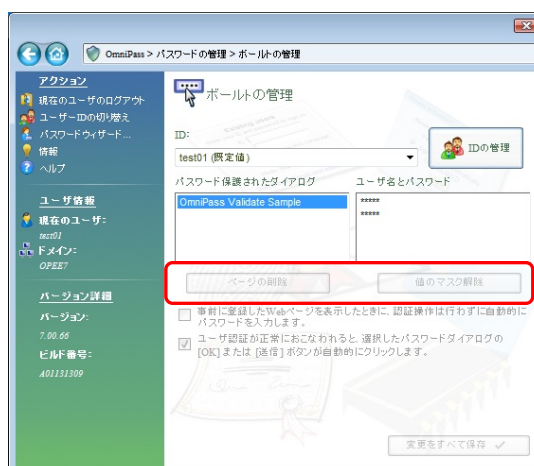 OmniPass > パスワードの管理 > ボールトの管理
アクション
現在のユーザのログアウト
ユーザーIDの切り替え
パスワードウィザード...
情報
ヘルプ
ユーザ情報
現在のユーザ:
test01
ドメイン:
OPEE7
バージョン詳細
バージョン:
7.00.66
ビルド番号:
A01131309
ボールトの管理
ID:
test01 (既定値)
IDの管理
パスワード保護されたダイアログ
ユーザ名とパスワード
OmniPass Validate Sample
*****
*****
ページの削除
値のマスク解除
事前に登録したWebページを表示したときに、認証操作は行わずに自動的に
パスワードを入力します。
ユーザ認証が正常におこなわれると、選択したパスワードダイアログの
[OK] または [送信] ボタンが自動的にクリックします。
変更をすべて保存